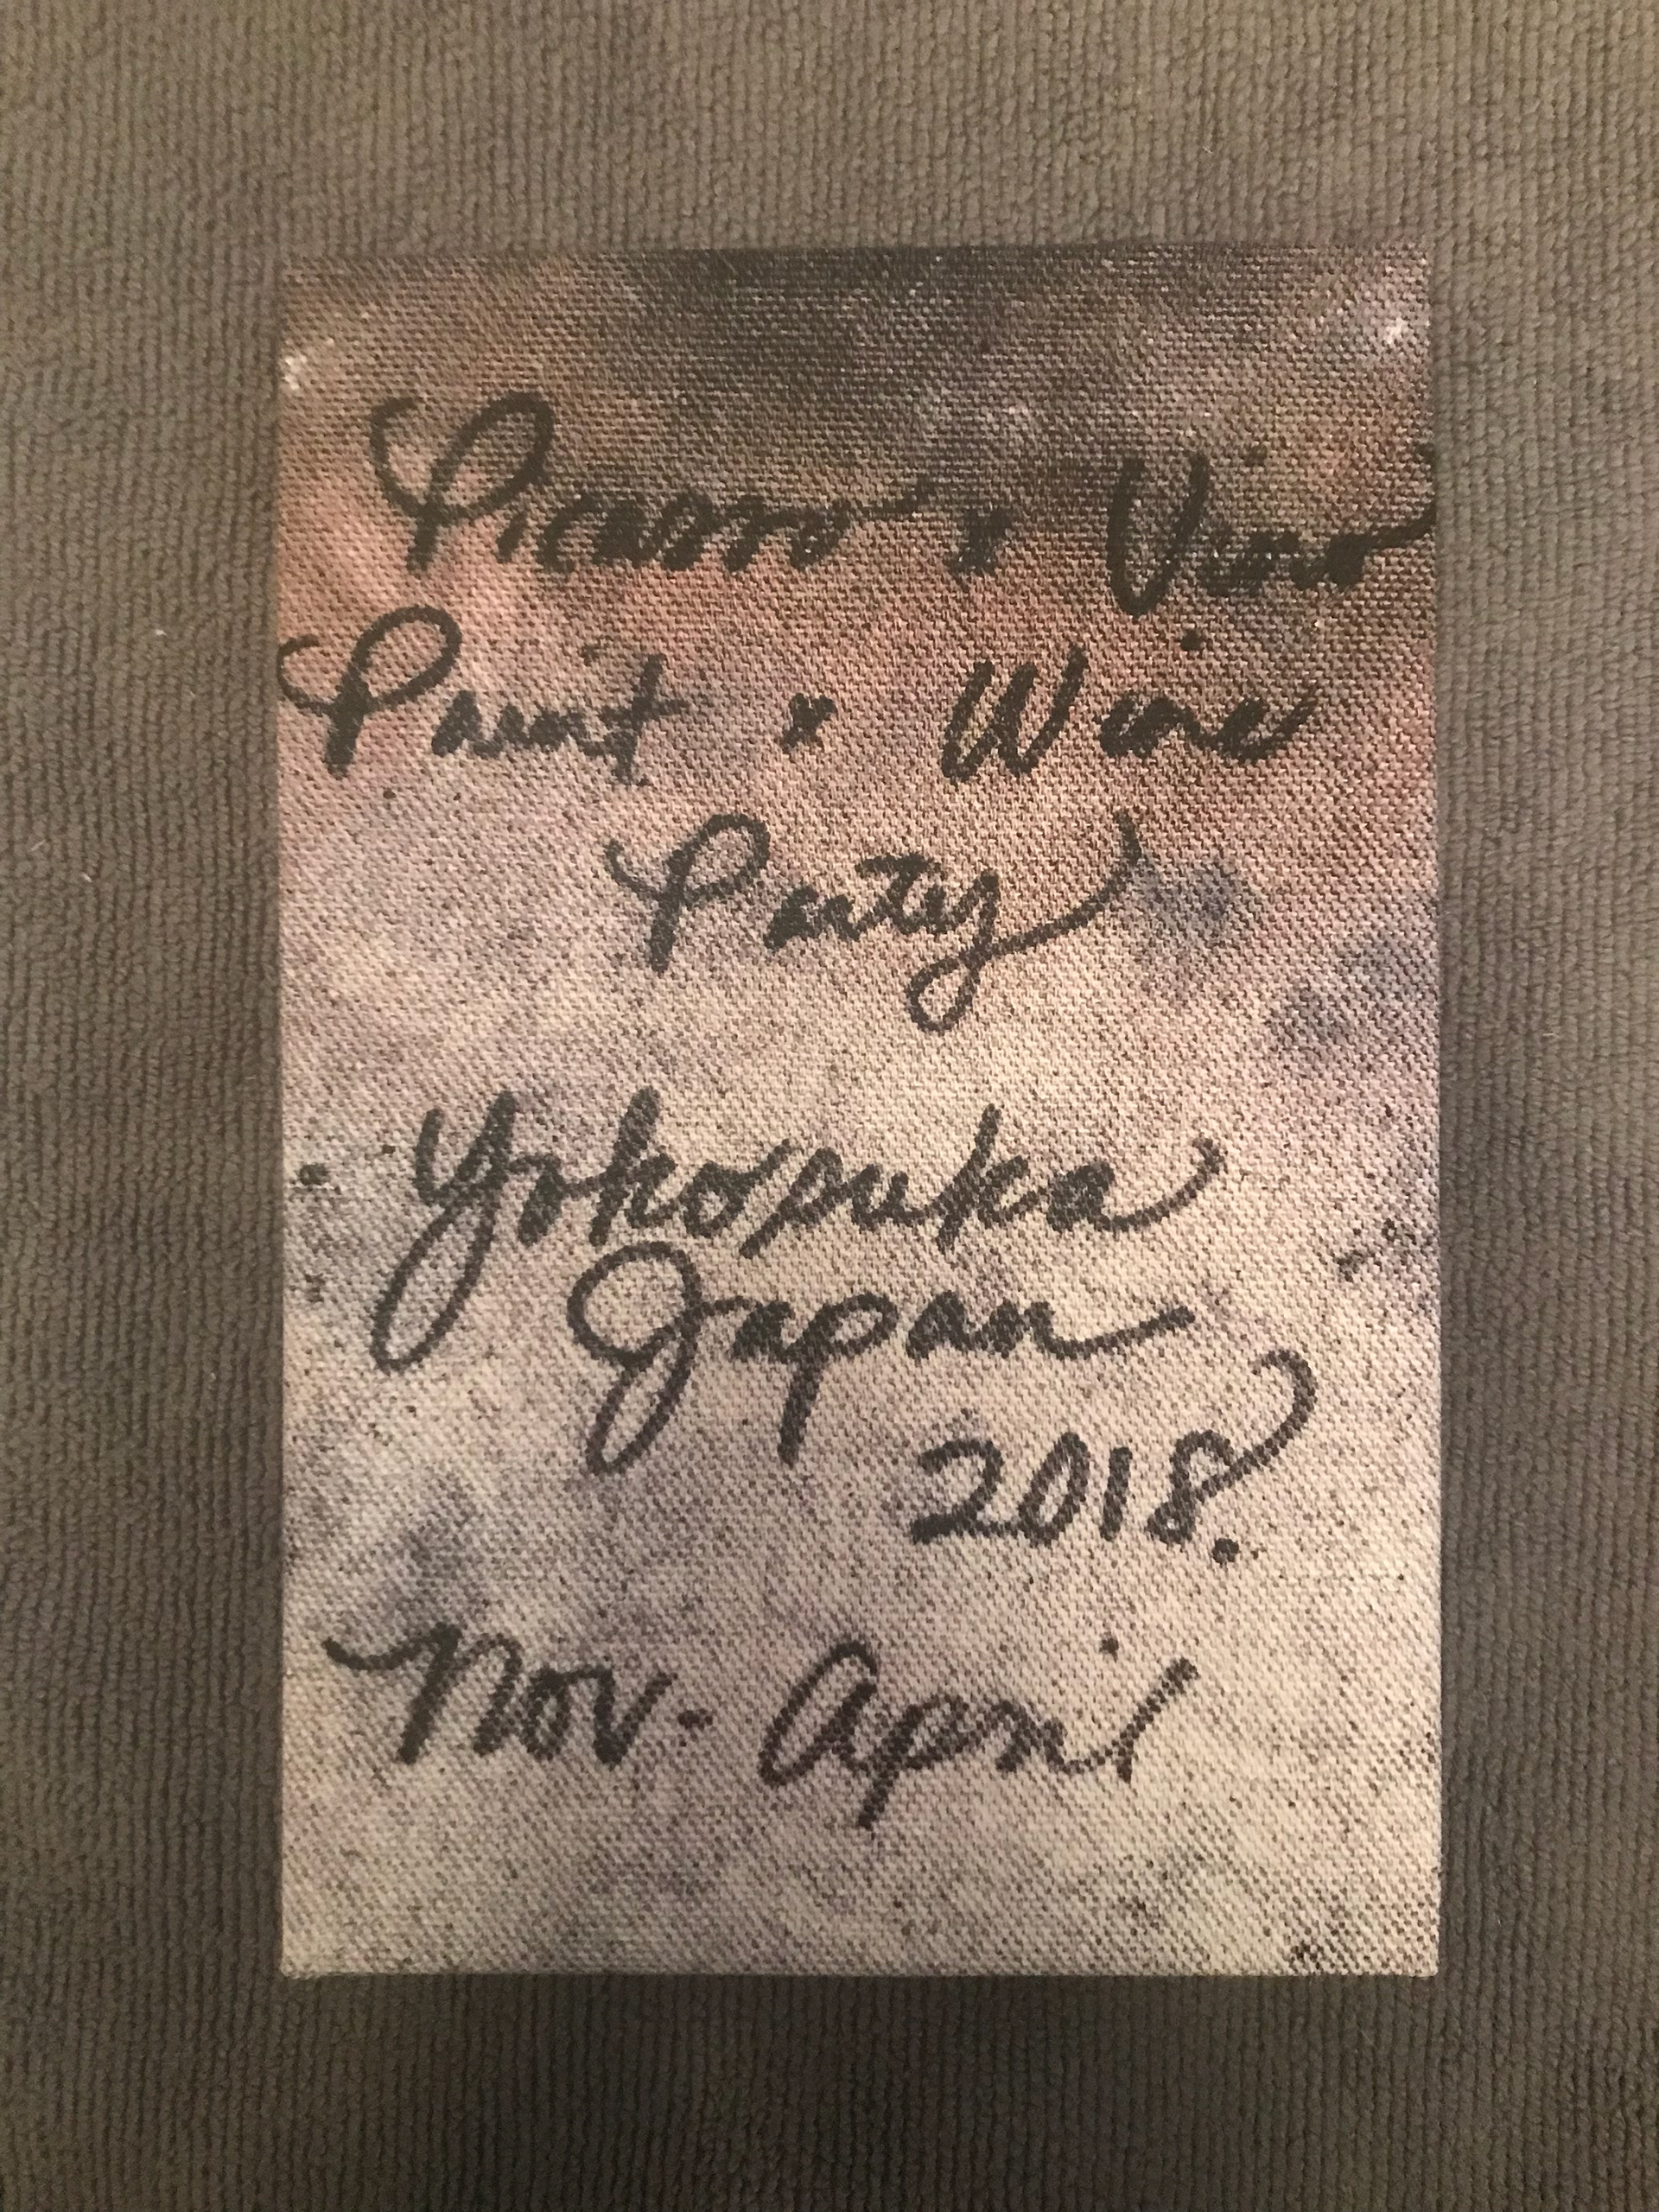 Picasso & Vino
Paint & Wine
Party
Yokosuka
Japan
2018.
Nov - April